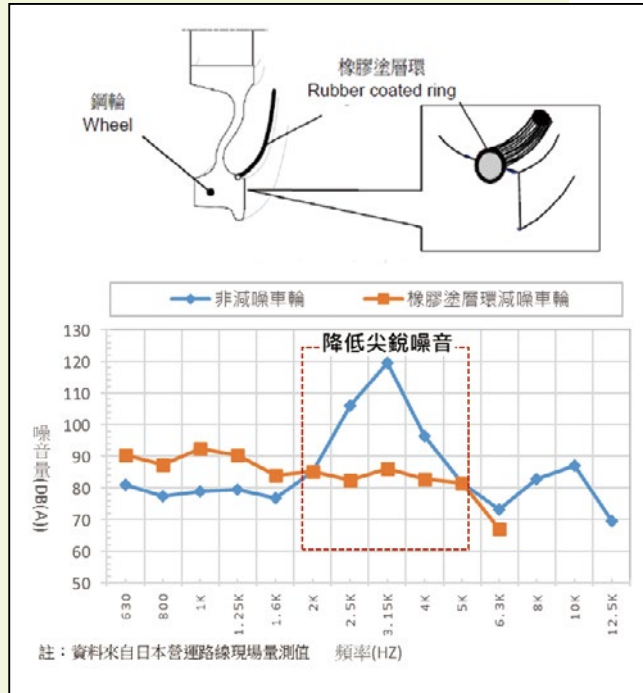 橡膠塗層環
Rubber coated ring
鋼輪
Wheel
非減噪車輪
橡膠塗層環減噪車輪
降低尖銳噪音
噪音量(DB(A))
130
120
110
100
90
80
70
60
50
630
800
1K
1.25K
1.6K
2K
2.5K
3.15K
4K
5K
6.3K
8K
10K
12.5K
註：資料來自日本營運路線現場量測值
頻率(HZ)